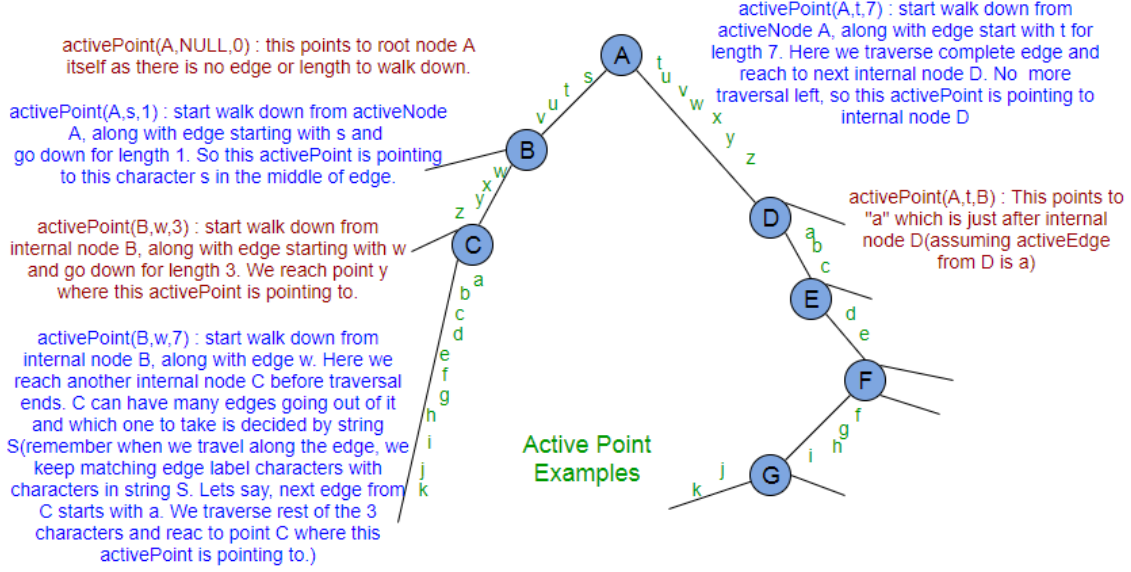 activePoint(A,NULL,0) : this points to root node A
itself as there is no edge or length to walk down.
activePoint(A,s,1) : start walk down from activeNode
A, along with edge starting with s and
go down for length 1. So this activePoint is pointing
to this character s in the middle of edge.
activePoint(B,w,3) : start walk down from
internal node B, along with edge starting with w
and go down for length 3. We reach point y
where this activePoint is pointing to.
activePoint(B,w,7) : start walk down from
internal node B, along with edge w. Here we
reach another internal node C before traversal
ends. C can have many edges going out of it
and which one to take is decided by string
S(remember when we travel along the edge, we
keep matching edge label characters with
characters in string S. Lets say, next edge from
C starts with a. We traverse rest of the 3
characters and reac to point C where this
activePoint is pointing to.)
A
s
t
u
v
B
w
x
y
z
C
a
b
c
d
e
f
g
h
i
j
k
t
u
v
w
x
y
z
D
a
b
c
E
d
e
F
f
g
h
i
G
j
k
Active Point
Examples
activePoint(A,t,7) : start walk down from
activeNode A, along with edge start with t for
length 7. Here we traverse complete edge and
reach to next internal node D. No more
traversal left, so this activePoint is pointing to
internal node D
activePoint(A,t,B) : This points to
"a" which is just after internal
node D(assuming activeEdge
from D is a)